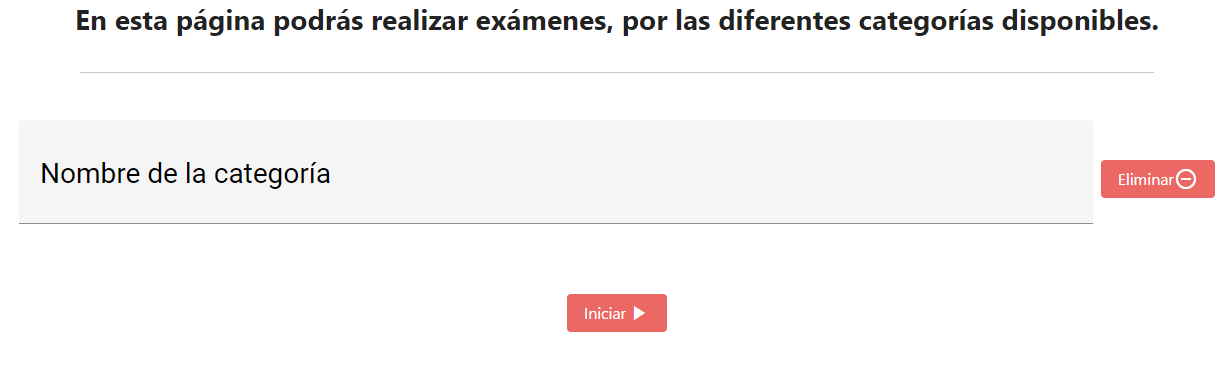 En esta página podrás realizar exámenes, por las diferentes categorías disponibles.
Nombre de la categoría
Eliminar
Iniciar